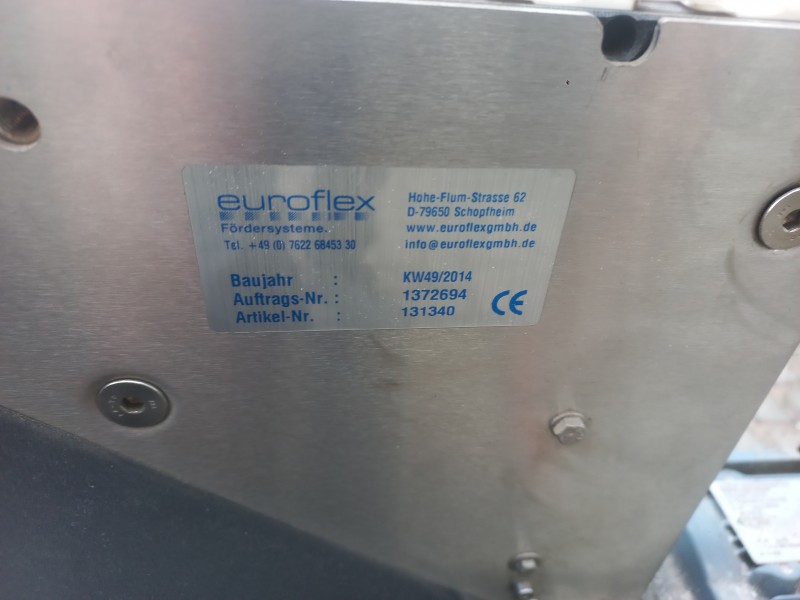 euroflex
Fördersysteme.
Tel. +49 (0) 7622 68453 30
Hohe-Flum-Strasse 62
D-79650 Schopfheim
www.euroflexgmbh.de
info@euroflexgmbh.de
Baujahr : KW49/2014
Auftrags-Nr. : 1372694
Artikel-Nr. : 131340
CE